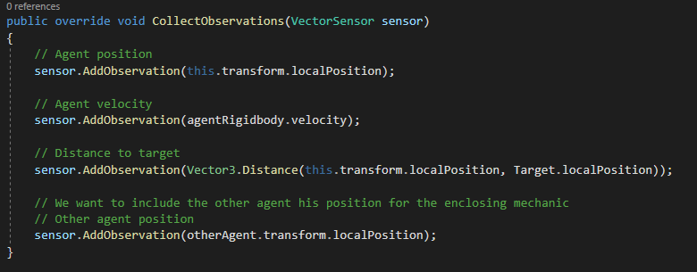 0 references
public override void CollectObservations(VectorSensor sensor)
{
// Agent position
sensor.AddObservation(this.transform.localPosition);
// Agent velocity
sensor.AddObservation(agentRigidbody.velocity);
// Distance to target
sensor.AddObservation(Vector3.Distance(this.transform.localPosition, Target.localPosition));
// We want to include the other agent his position for the enclosing mechanic
// Other agent position
sensor.AddObservation(otherAgent.transform.localPosition);
}